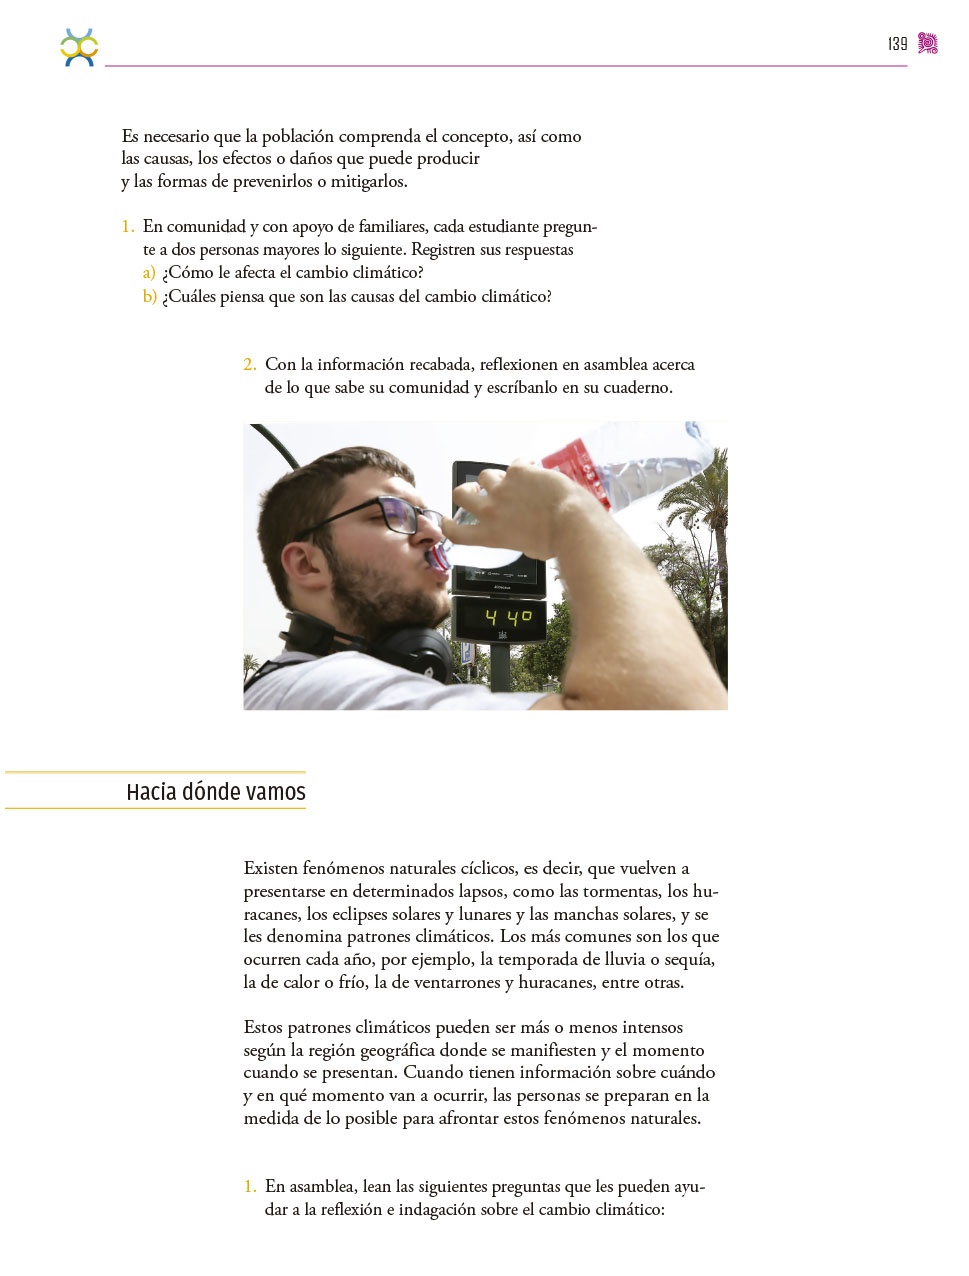 139
Es necesario que la población comprenda el concepto, así como
las causas, los efectos o daños que puede producir
y las formas de prevenirlos o mitigarlos.
1. En comunidad y con apoyo de familiares, cada estudiante pregun-
te a dos personas mayores lo siguiente. Registren sus respuestas
a) ¿Cómo le afecta el cambio climático?
b) ¿Cuáles piensa que son las causas del cambio climático?
2. Con la información recabada, reflexionen en asamblea acerca
de lo que sabe su comunidad y escríbanlo en su cuaderno.
44º
Hacia dónde vamos
Existen fenómenos naturales cíclicos, es decir, que vuelven a
presentarse en determinados lapsos, como las tormentas, los hu-
racanes, los eclipses solares y lunares y las manchas solares, y se
les denomina patrones climáticos. Los más comunes son los que
ocurren cada año, por ejemplo, la temporada de lluvia o sequía,
la de calor o frío, la de ventarrones y huracanes, entre otras.
Estos patrones climáticos pueden ser más o menos intensos
según la región geográfica donde se manifiesten y el momento
cuando se presentan. Cuando tienen información sobre cuándo
y en qué momento van a ocurrir, las personas se preparan en la
medida de lo posible para afrontar estos fenómenos naturales.
1. En asamblea, lean las siguientes preguntas que les pueden ayu-
dar a la reflexión e indagación sobre el cambio climático: